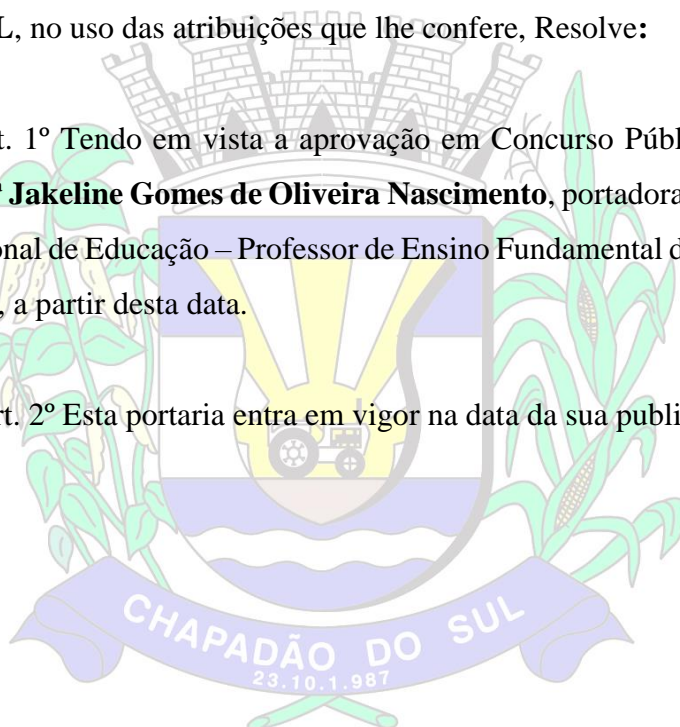 L, no uso das atribuições que lhe confere, Resolve:
t. 1º Tendo em vista a aprovação em Concurso Públ
ª Jakeline Gomes de Oliveira Nascimento, portadora
onal de Educação – Professor de Ensino Fundamental d
, a partir desta data.
rt. 2º Esta portaria entra em vigor na data da sua publi
CHAPADÃO DO SUL
23.10.1.987